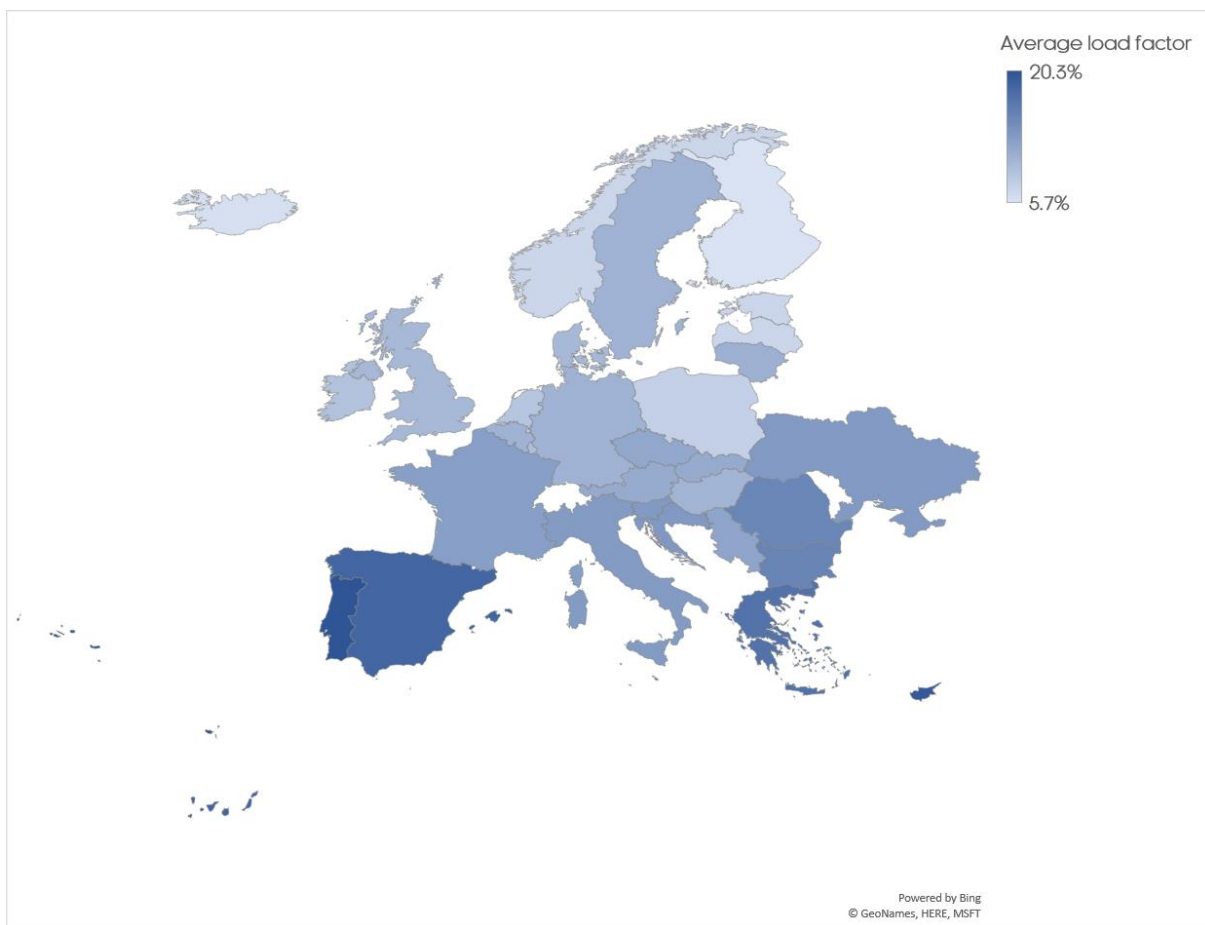 Average load factor
20.3%
5.7%
Powered by Bing
© GeoNames, HERE, MSFT